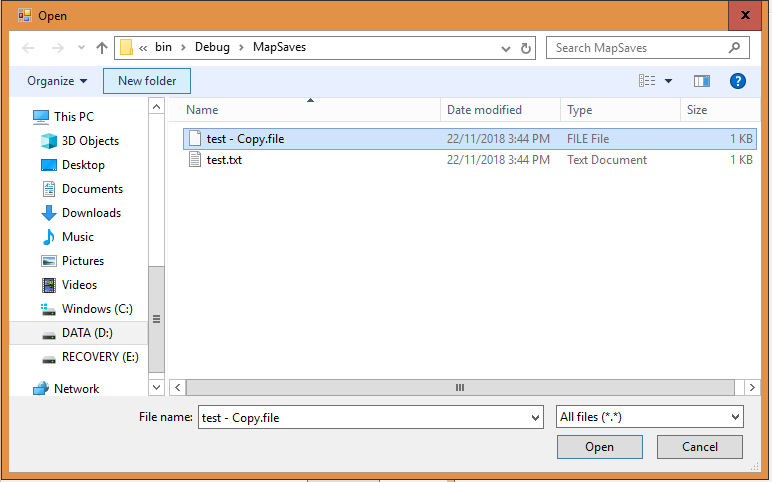 Open
« bin › Debug › MapSaves
Search MapSaves
Organize
New folder
?
This PC
3D Objects
Desktop
Documents
Downloads
Music
Pictures
Videos
Windows (C:)
DATA (D:)
RECOVERY (E:)
Network
Name Date modified Type Size
test - Copy.file 22/11/2018 3:44 PM FILE File 1 KB
test.txt 22/11/2018 3:44 PM Text Document 1 KB
File name: test - Copy.file All files (*.*)
Open Cancel